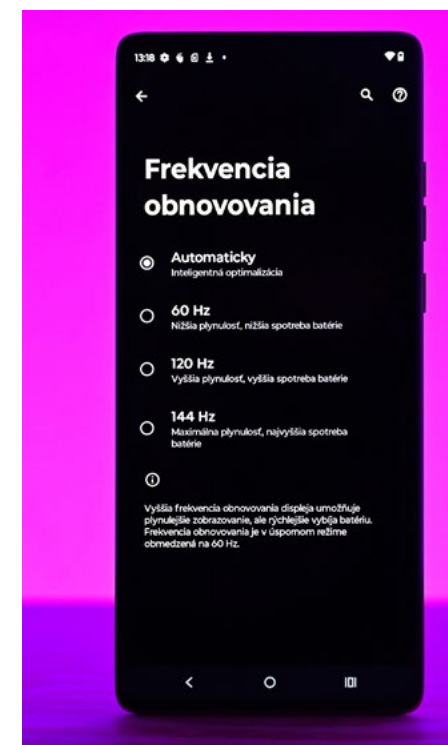 13:18
Frekvencia
obnovovania
Automaticky
Inteligentná optimalizácia
60 Hz
Nižšia plynulosť, nižšia spotreba batérie
120 Hz
Vyššia plynulosť, vyššia spotreba batérie
144 Hz
Maximálna plynulosť, najvyššia spotreba
batérie
Vyššia frekvencia obnovovania displeja umožňuje
plynulejšie zobrazovanie, ale rýchlejšie vybíja batériu.
Frekvencia obnovovania je v úspornom režime
obmedzená na 60 Hz.